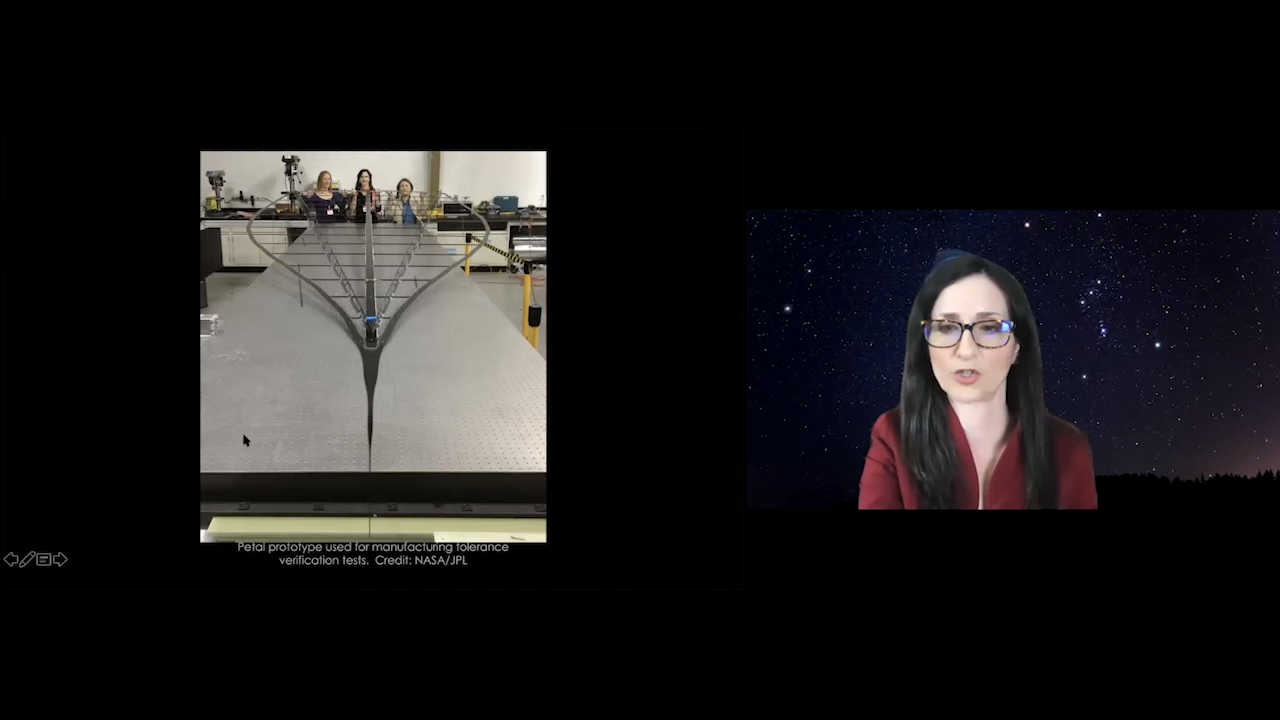 Petal prototype used for manufacturing tolerance
verification tests.  Credit: NASA/JPL